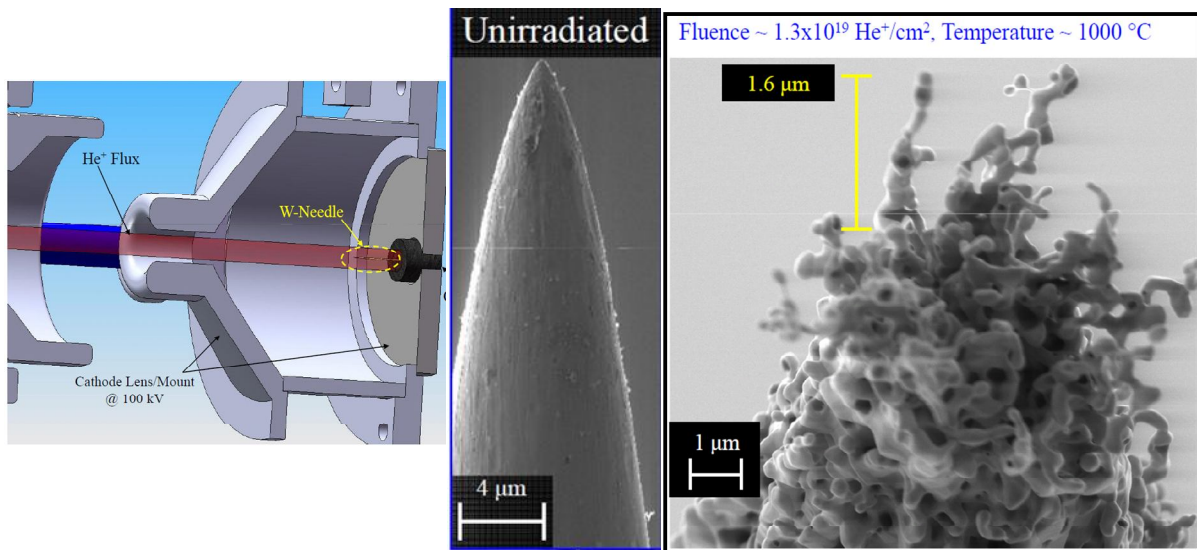 He⁺ Flux
W-Needle
Cathode Lens/Mount
@ 100 kV
Unirradiated
4 μm
Fluence ~ 1.3x10¹⁹ He⁺/cm², Temperature ~ 1000 °C
1.6 μm
1 μm